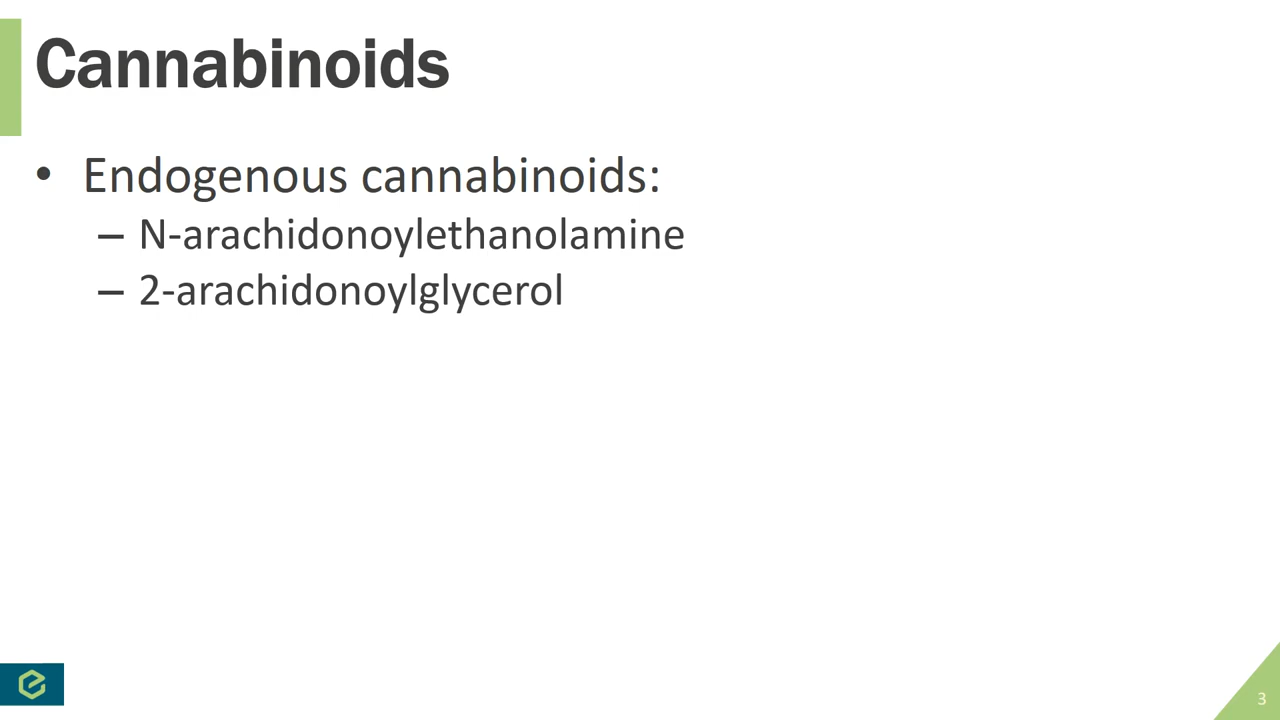 Cannabinoids
• Endogenous cannabinoids:
– N-arachidonoylethanolamine
– 2-arachidonoylglycerol
3